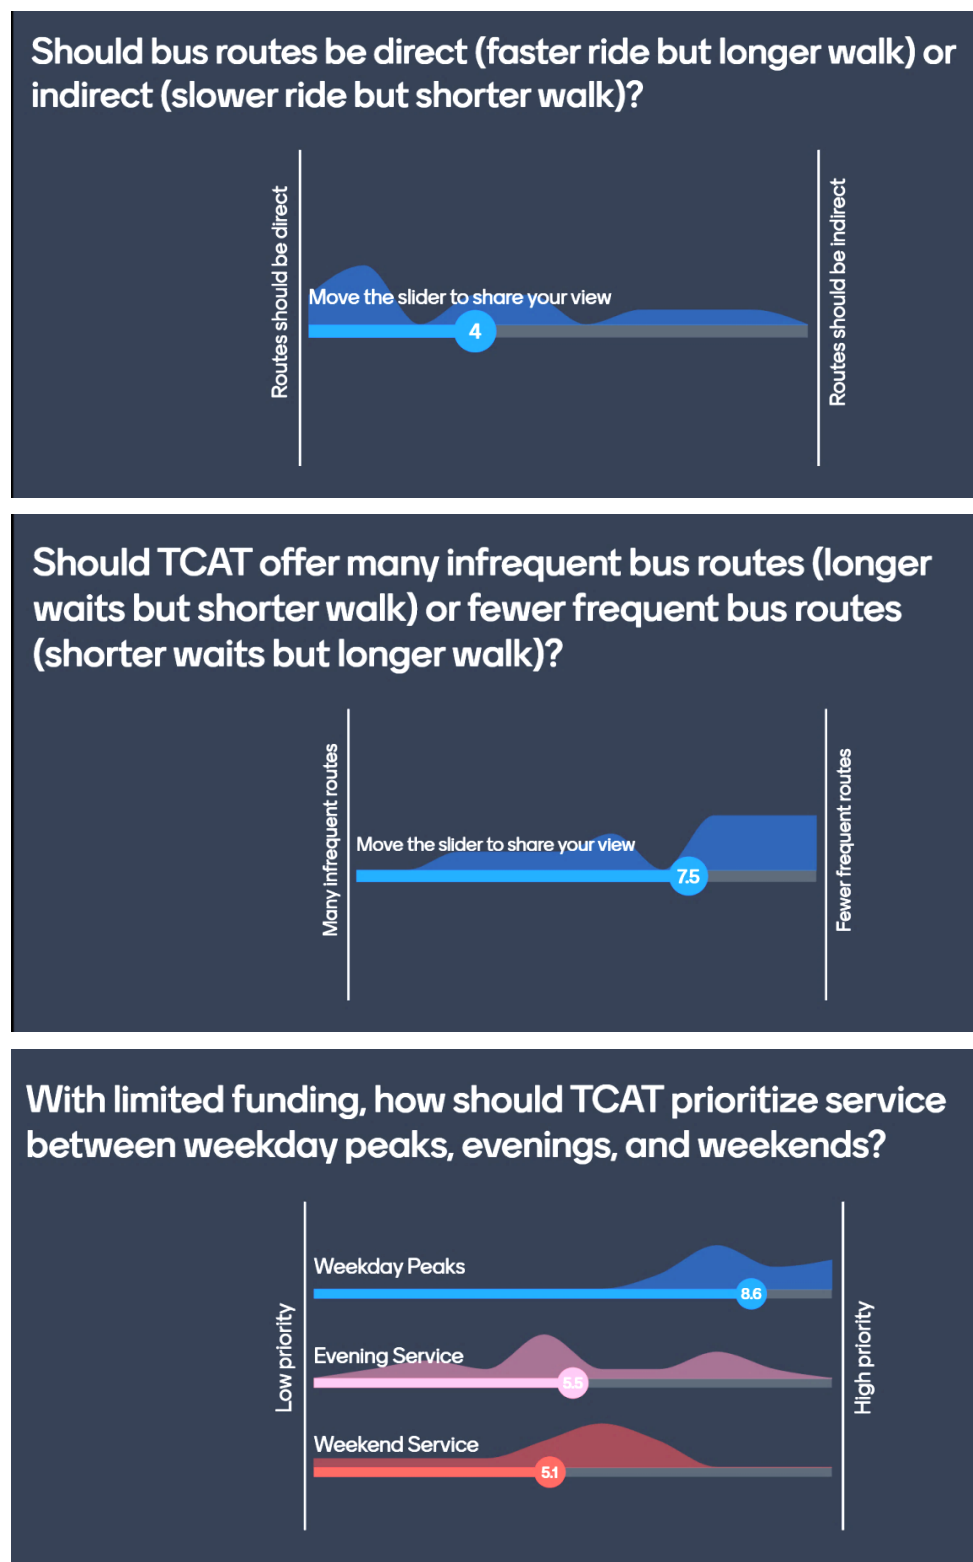 Should bus routes be direct (faster ride but longer walk) or
indirect (slower ride but shorter walk)?
Routes should be direct
Move the slider to share your view
4
Routes should be indirect
Should TCAT offer many infrequent bus routes (longer
waits but shorter walk) or fewer frequent bus routes
(shorter waits but longer walk)?
Many infrequent routes
Move the slider to share your view
7.5
Fewer frequent routes
With limited funding, how should TCAT prioritize service
between weekday peaks, evenings, and weekends?
Low priority
Weekday Peaks
8.6
Evening Service
5.5
Weekend Service
5.1
High priority